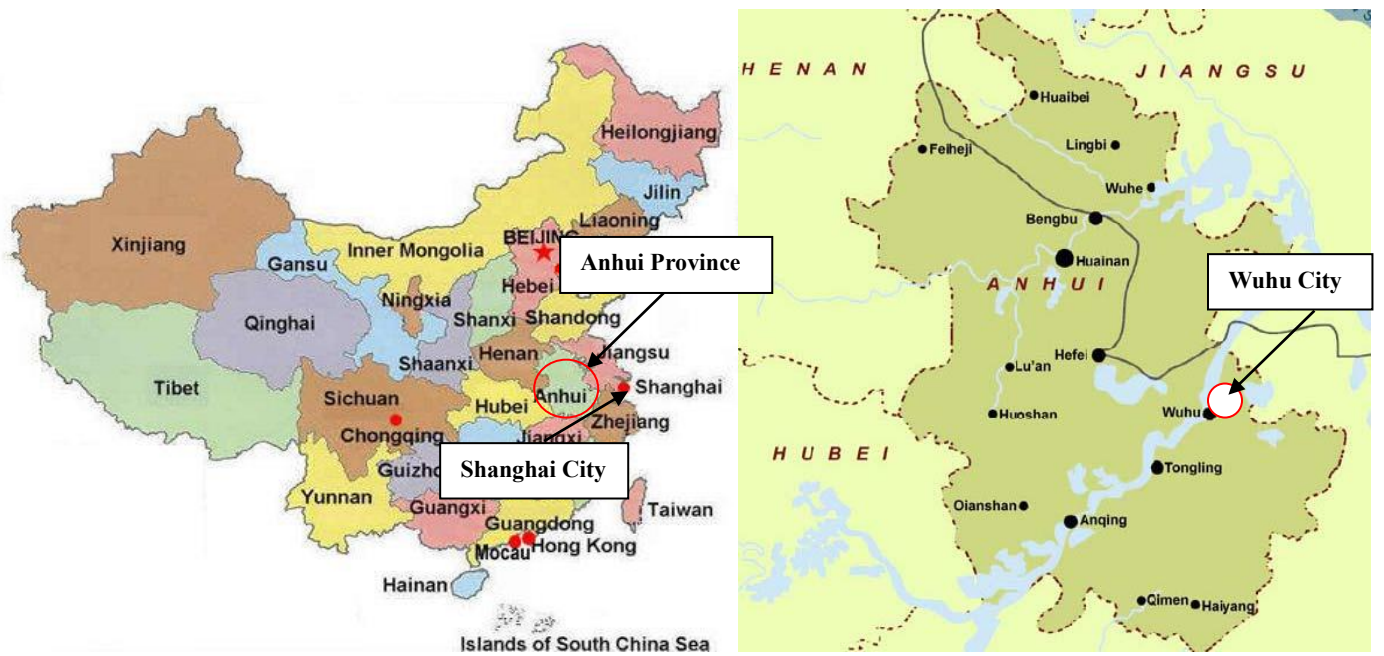 Heilongjiang
Jilin
Liaoning
Xinjiang
Inner Mongolia
BEIJING
Gansu
Anhui Province
Hebei
Ningxia
Qinghai
Shanxi
Shandong
Shaanxi
Henan
Jiangsu
Tibet
Shanghai
Sichuan
Hubei
Anhui
Zhejiang
Chongqing
Jiangxi
Shanghai City
Guizho
Yunnan
Guangxi
Taiwan
Guangdong
Hong Kong
Mocau
Hainan
Islands of South China Sea
HENAN
JIANGSU
Huaibei
Lingbi
Feiheji
Wuhe
Bengbu
Huainan
ANHUI
Wuhu City
Hefei
Lu'an
Huoshan
Wuhu
HUBEI
Tongling
Oianshan
Anqing
Qimen
Haiyang